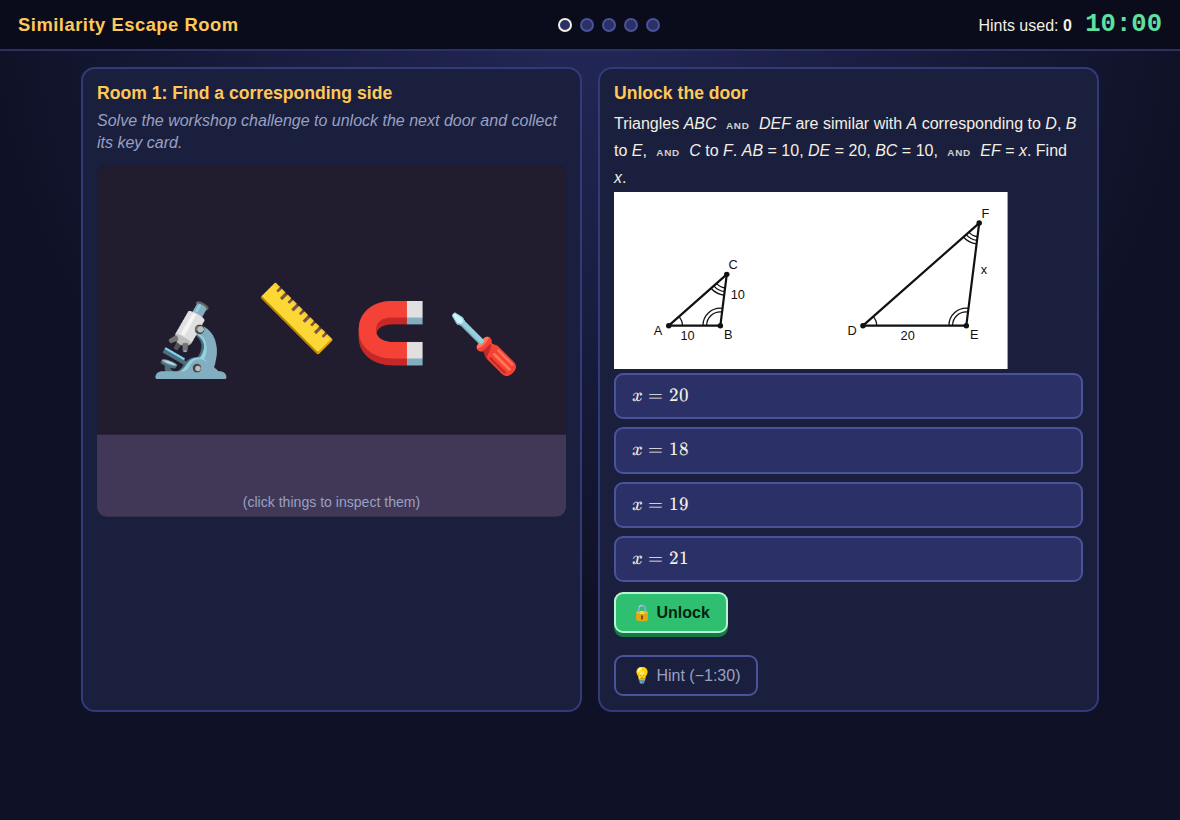 Similarity Escape Room
Hints used: 0 10:00
Room 1: Find a corresponding side
Solve the workshop challenge to unlock the next door and collect
its key card.
(click things to inspect them)
Unlock the door
Triangles ABC AND DEF are similar with A corresponding to D, B
to E, AND C to F. AB = 10, DE = 20, BC = 10, AND EF = x. Find
x.
F
C
x
10
A
B
D
E
10
20
x = 20
x = 18
x = 19
x = 21
🔒 Unlock
💡 Hint (−1:30)